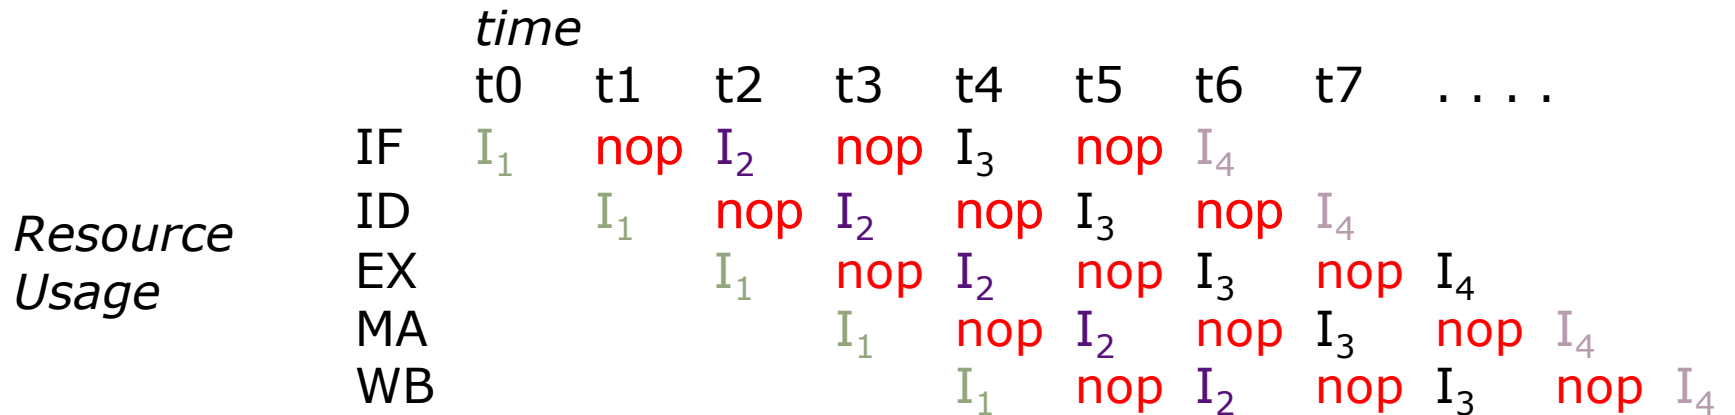 time
t0 t1 t2 t3 t4 t5 t6 t7 . . . .
IF I₁ nop I₂ nop I₃ nop I₄
ID I₁ nop I₂ nop I₃ nop I₄
Resource
Usage
EX I₁ nop I₂ nop I₃ nop I₄
MA I₁ nop I₂ nop I₃ nop I₄
WB I₁ nop I₂ nop I₃ nop I₄